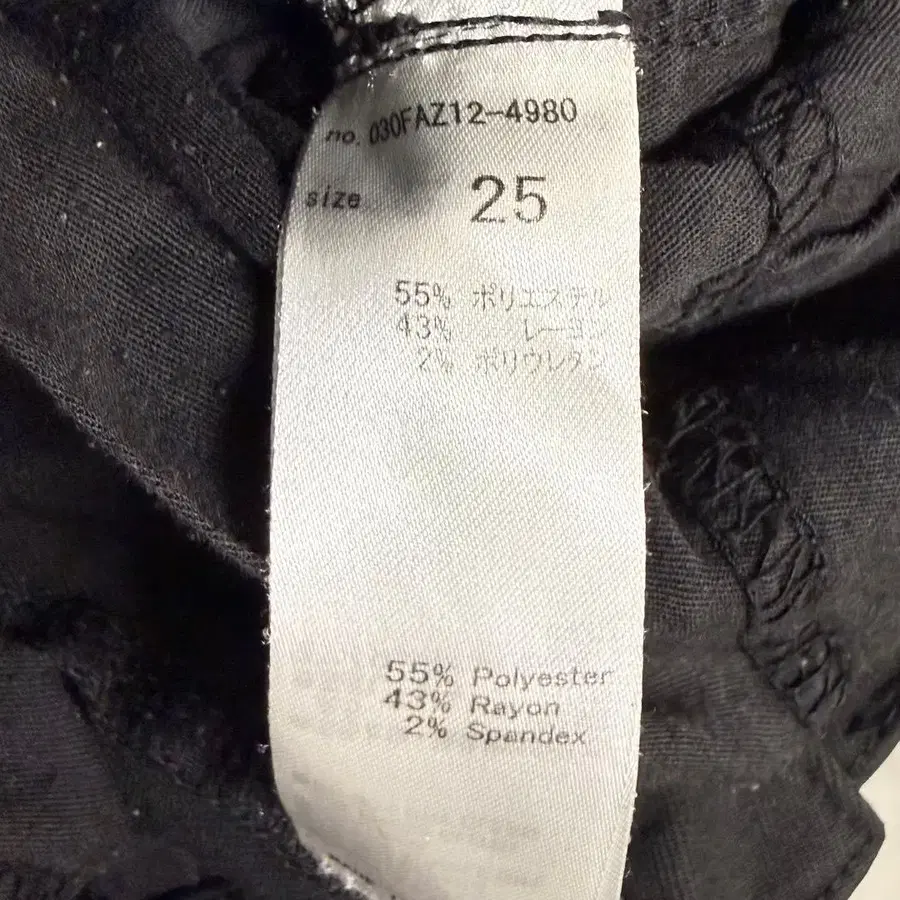 no. 030FAZ12-4980
size 25
55% ポリエステル
43% レーヨン
2% ポリウレタン
55% Polyester
43% Rayon
2% Spandex